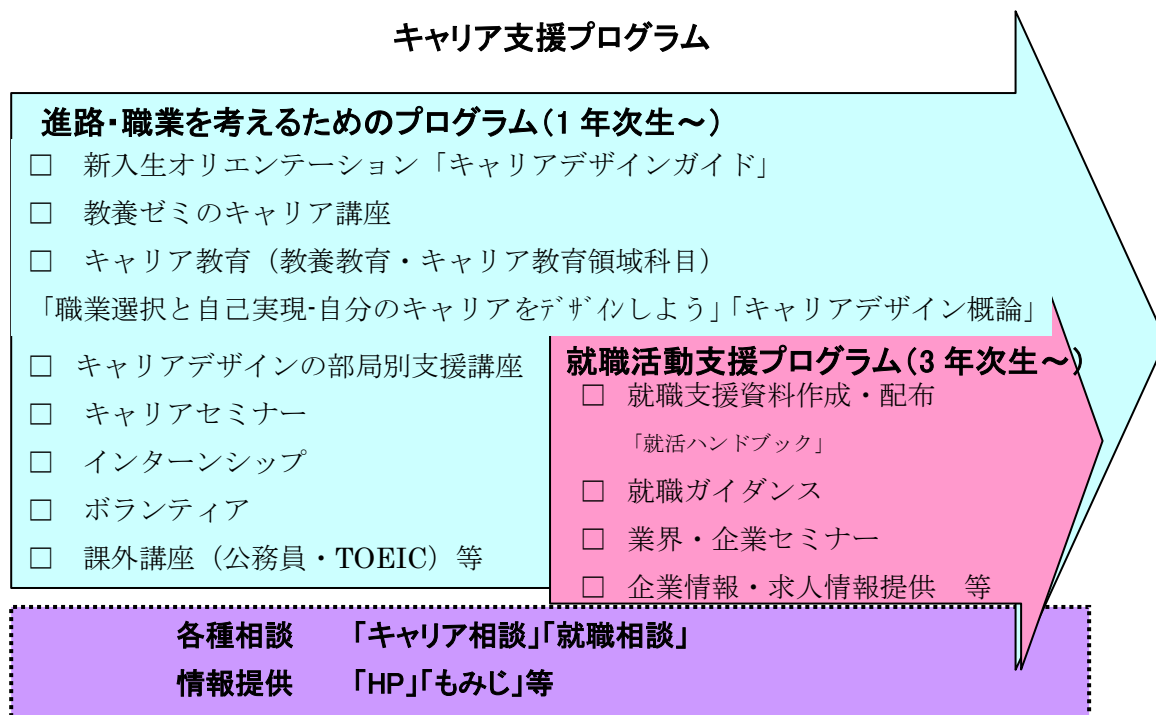 キャリア支援プログラム
進路・職業を考えるためのプログラム（1 年次生～）
□ 新入生オリエンテーション「キャリアデザインガイド」
□ 教養ゼミのキャリア講座
□ キャリア教育（教養教育・キャリア教育領域科目）
「職業選択と自己実現-自分のキャリアをﾃﾞｻﾞｲﾝしよう」「キャリアデザイン概論」
□ キャリアデザインの部局別支援講座
□ キャリアセミナー
□ インターンシップ
□ ボランティア
□ 課外講座（公務員・TOEIC）等
就職活動支援プログラム（3 年次生～）
□ 就職支援資料作成・配布
「就活ハンドブック」
□ 就職ガイダンス
□ 業界・企業セミナー
□ 企業情報・求人情報提供 等
各種相談 「キャリア相談」「就職相談」
情報提供 「HP」「もみじ」等